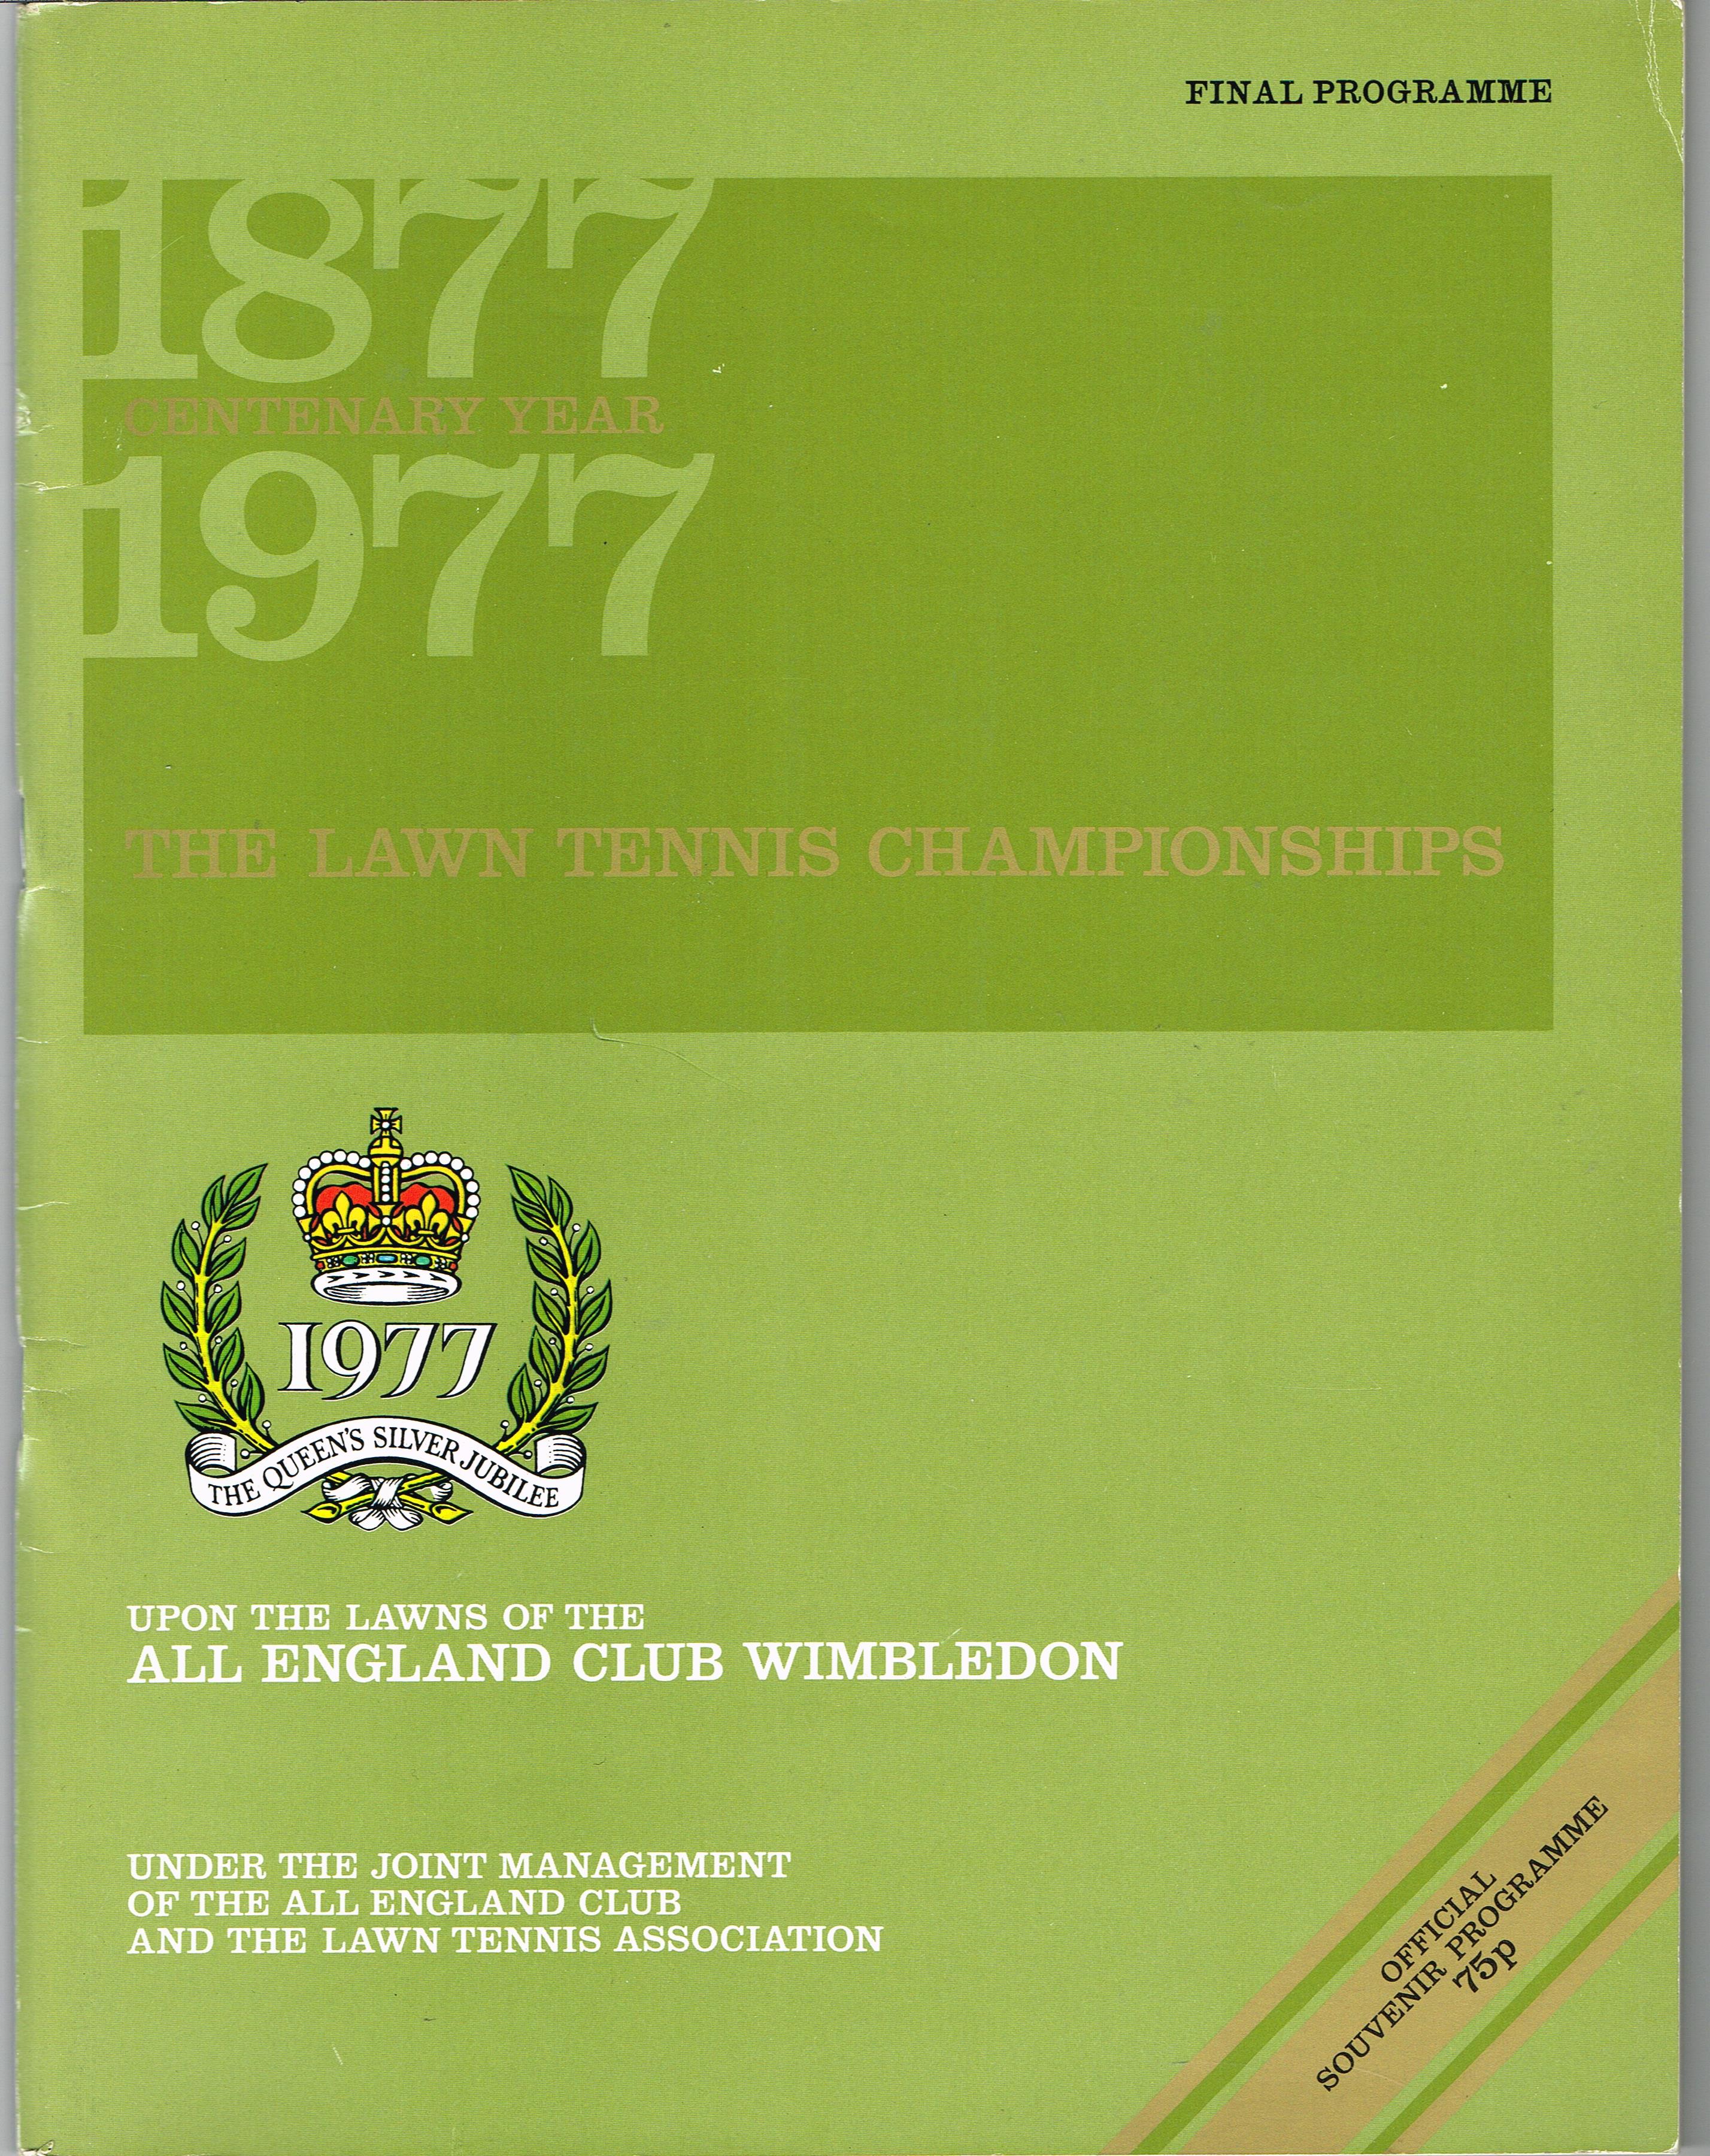 FINAL PROGRAMME
1877
CENTENARY YEAR
1977
THE LAWN TENNIS CHAMPIONSHIPS
1977
THE QUEEN'S SILVER JUBILEE
UPON THE LAWNS OF THE
ALL ENGLAND CLUB WIMBLEDON
UNDER THE JOINT MANAGEMENT
OF THE ALL ENGLAND CLUB
AND THE LAWN TENNIS ASSOCIATION
OFFICIAL
SOUVENIR PROGRAMME
75p